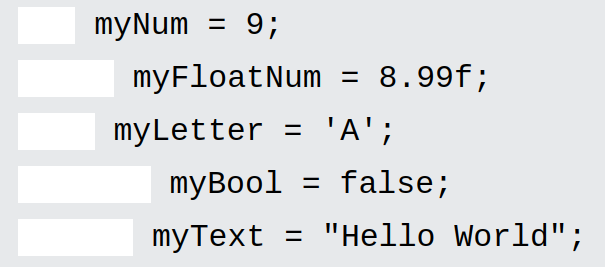 myNum = 9;
myFloatNum = 8.99f;
myLetter = 'A';
myBool = false;
myText = "Hello World";